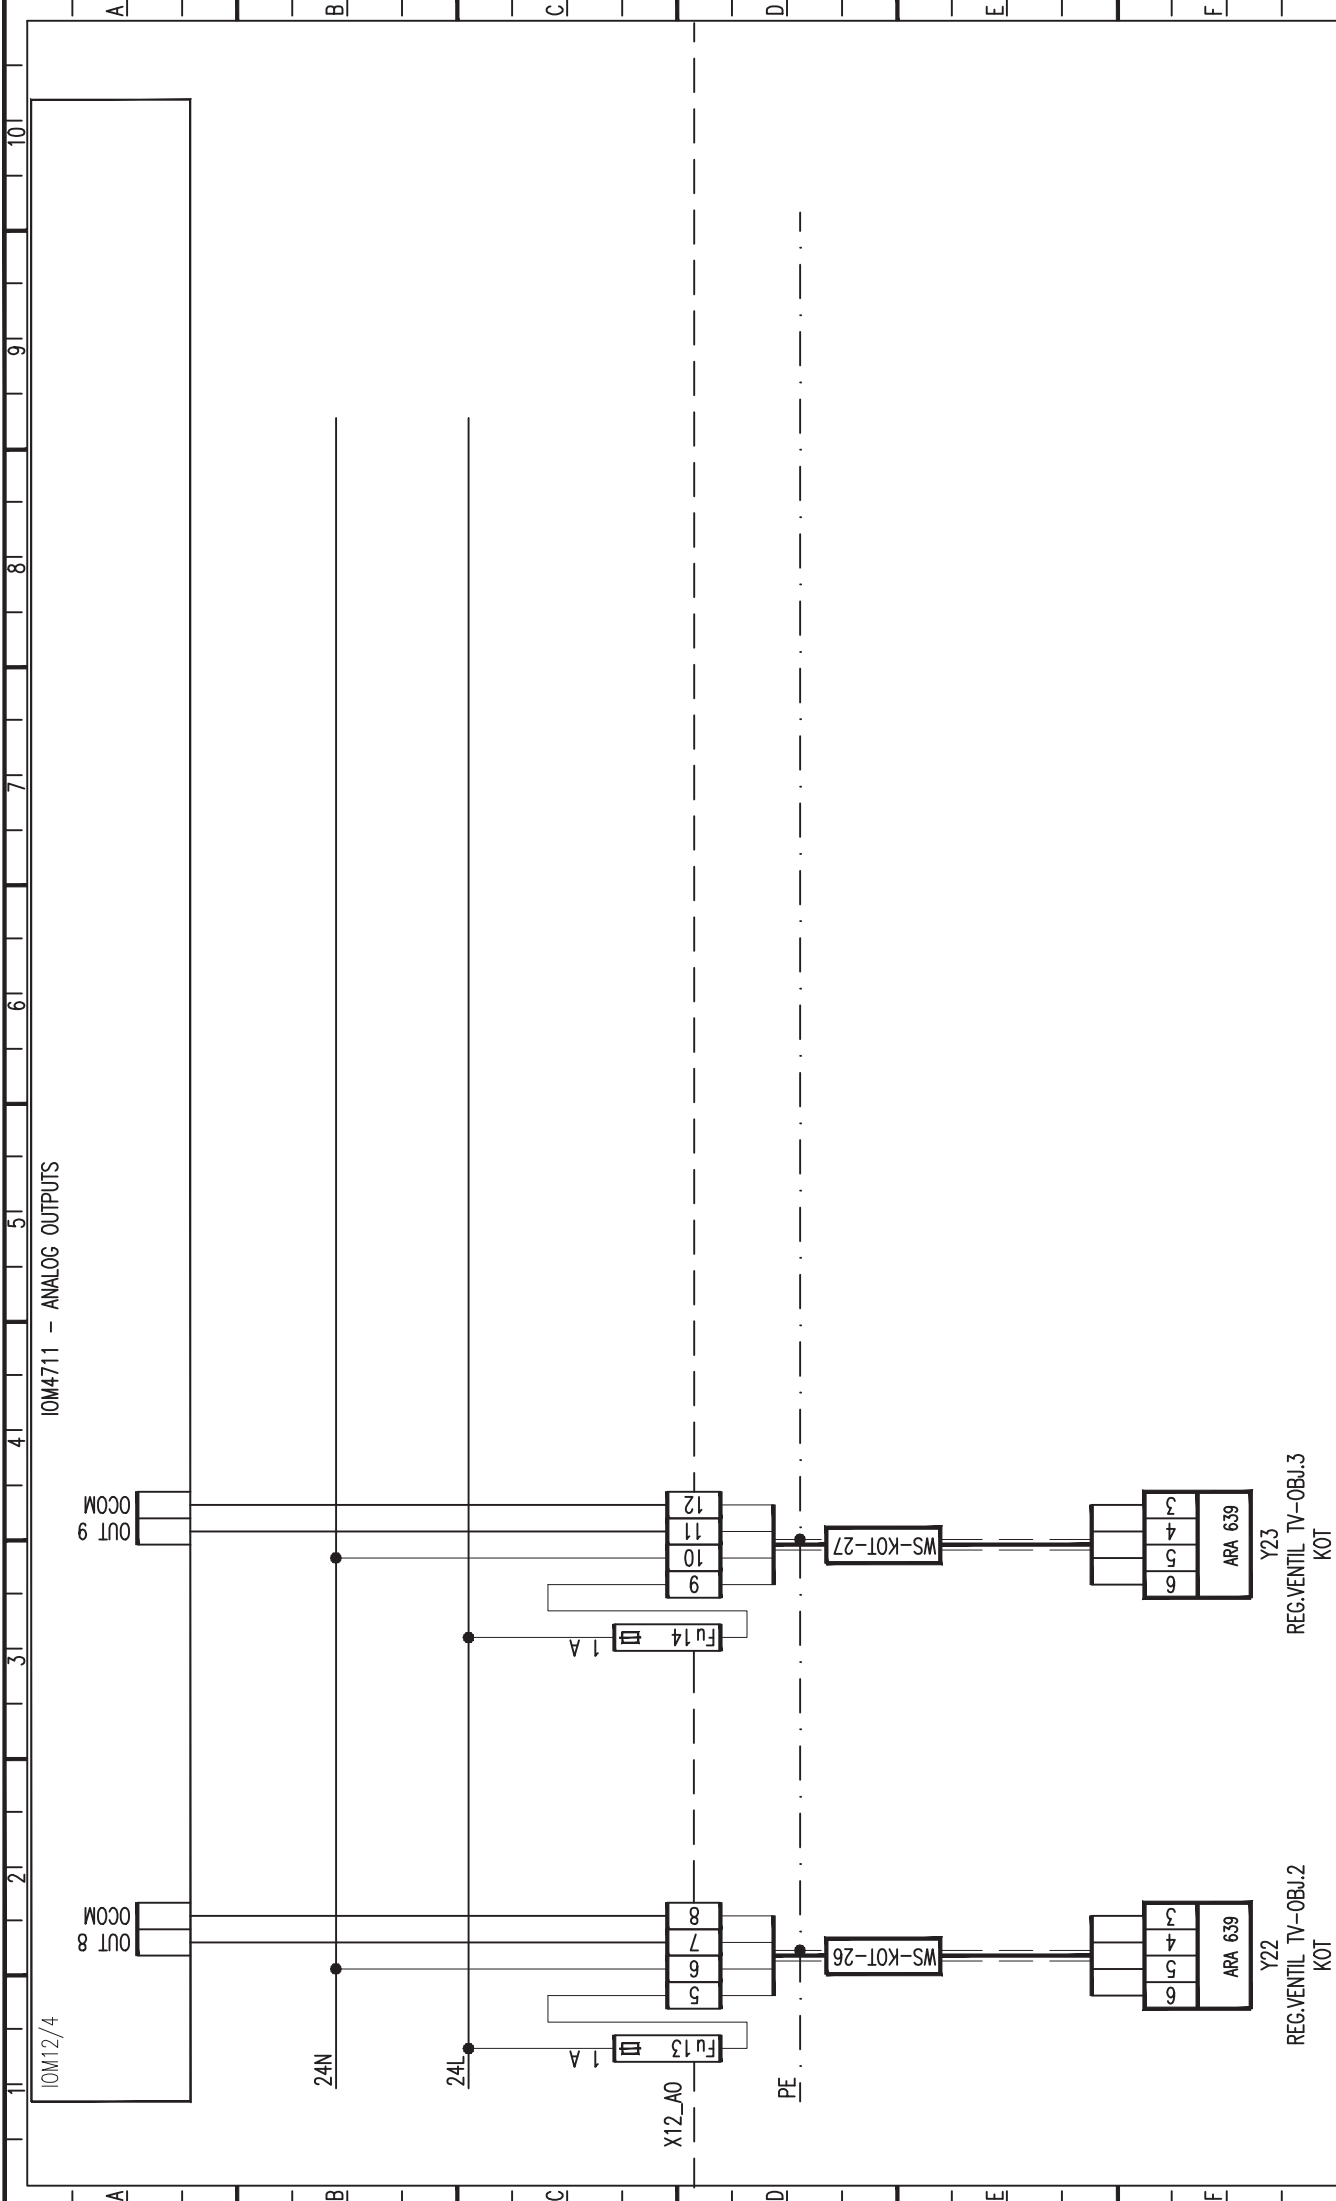 1 2 3 4 5 6 7 8 9 10
A
A
IOM12/4
IOM4711 - ANALOG OUTPUTS
OUT 8
OCOM
OUT 9
OCOM
B
B
24N
24L
C
C
1 A
1 A
X12_AO
Fu13
5 6 7 8
Fu14
9 10 11 12
D
D
PE
WS-KOT-26
WS-KOT-27
E
E
6 5 4 3
6 5 4 3
ARA 639
ARA 639
F
F
Y22
REG.VENTIL TV-OBJ.2
KOT
Y23
REG.VENTIL TV-OBJ.3
KOT